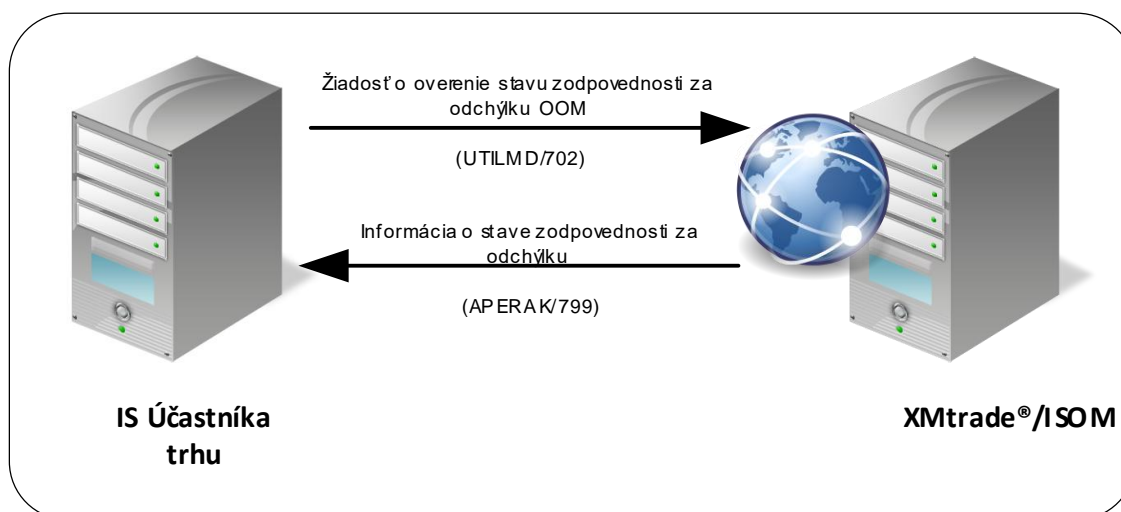 Žiadosť o overenie stavu zodpovednosti za
odchýlku OOM
(UTILMD/702)
Informácia o stave zodpovednosti za
odchýlku
(APERAK/799)
IS Účastníka
trhu
XMtrade®/ISOM